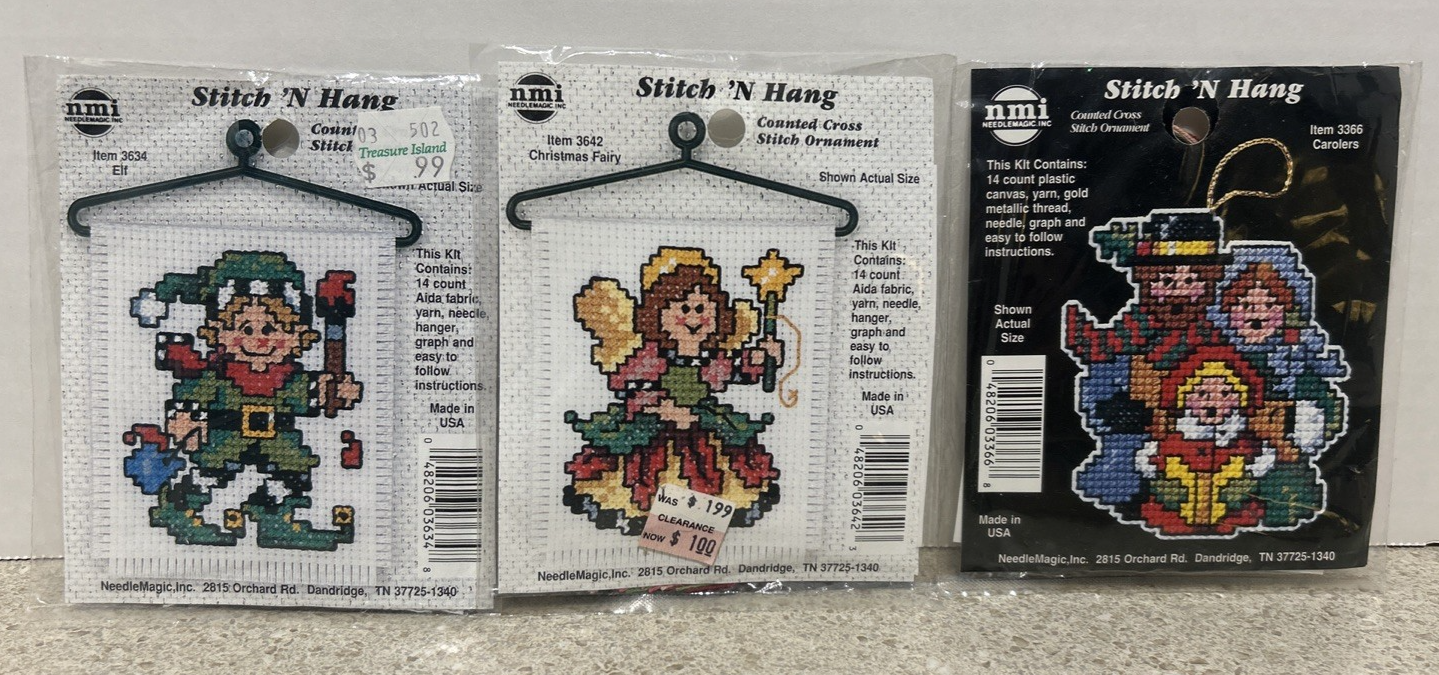 nmi
NEEDLEMAGIC INC
Stitch 'N Hang
Item 3634
Elf
03 502
Treasure Island
$ .99
Actual Size
This Kit
Contains:
14 count
Aida fabric,
yarn, needle,
hanger,
graph and
easy to
follow
instructions.
Made in
USA
0 48206 03634 8
NeedleMagic,Inc. 2815 Orchard Rd. Dandridge, TN 37725-1340
nmi
NEEDLEMAGIC INC
Stitch 'N Hang
Item 3642
Christmas Fairy
Counted Cross
Stitch Ornament
Shown Actual Size
This Kit
Contains:
14 count
Aida fabric,
yarn, needle,
hanger,
graph and
easy to
follow
instructions.
Made in
USA
0 48206 03642 3
WAS $ 1.99
CLEARANCE
NOW $ 1.00
NeedleMagic,Inc. 2815 Orchard Rd. Dandridge, TN 37725-1340
nmi
NEEDLEMAGIC INC
Stitch 'N Hang
Counted Cross
Stitch Ornament
Item 3366
Carolers
This Kit Contains:
14 count plastic
canvas, yarn, gold
metallic thread,
needle, graph and
easy to follow
instructions.
Shown
Actual
Size
0 48206 03366 8
Made in
USA
NeedleMagic,Inc. 2815 Orchard Rd. Dandridge, TN 37725-1340